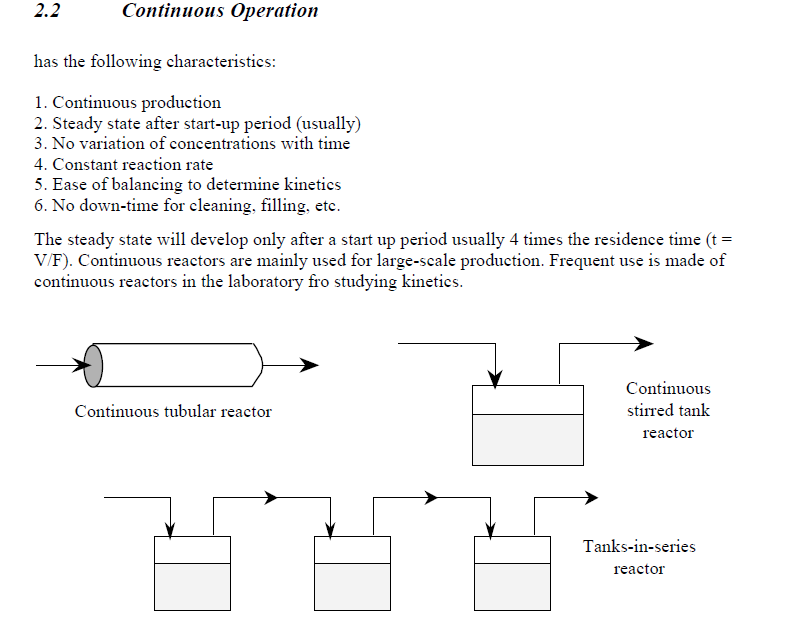 2.2 Continuous Operation
has the following characteristics:
1. Continuous production
2. Steady state after start-up period (usually)
3. No variation of concentrations with time
4. Constant reaction rate
5. Ease of balancing to determine kinetics
6. No down-time for cleaning, filling, etc.
The steady state will develop only after a start up period usually 4 times the residence time (t =
V/F). Continuous reactors are mainly used for large-scale production. Frequent use is made of
continuous reactors in the laboratory fro studying kinetics.
Continuous tubular reactor
Continuous
stirred tank
reactor
Tanks-in-series
reactor